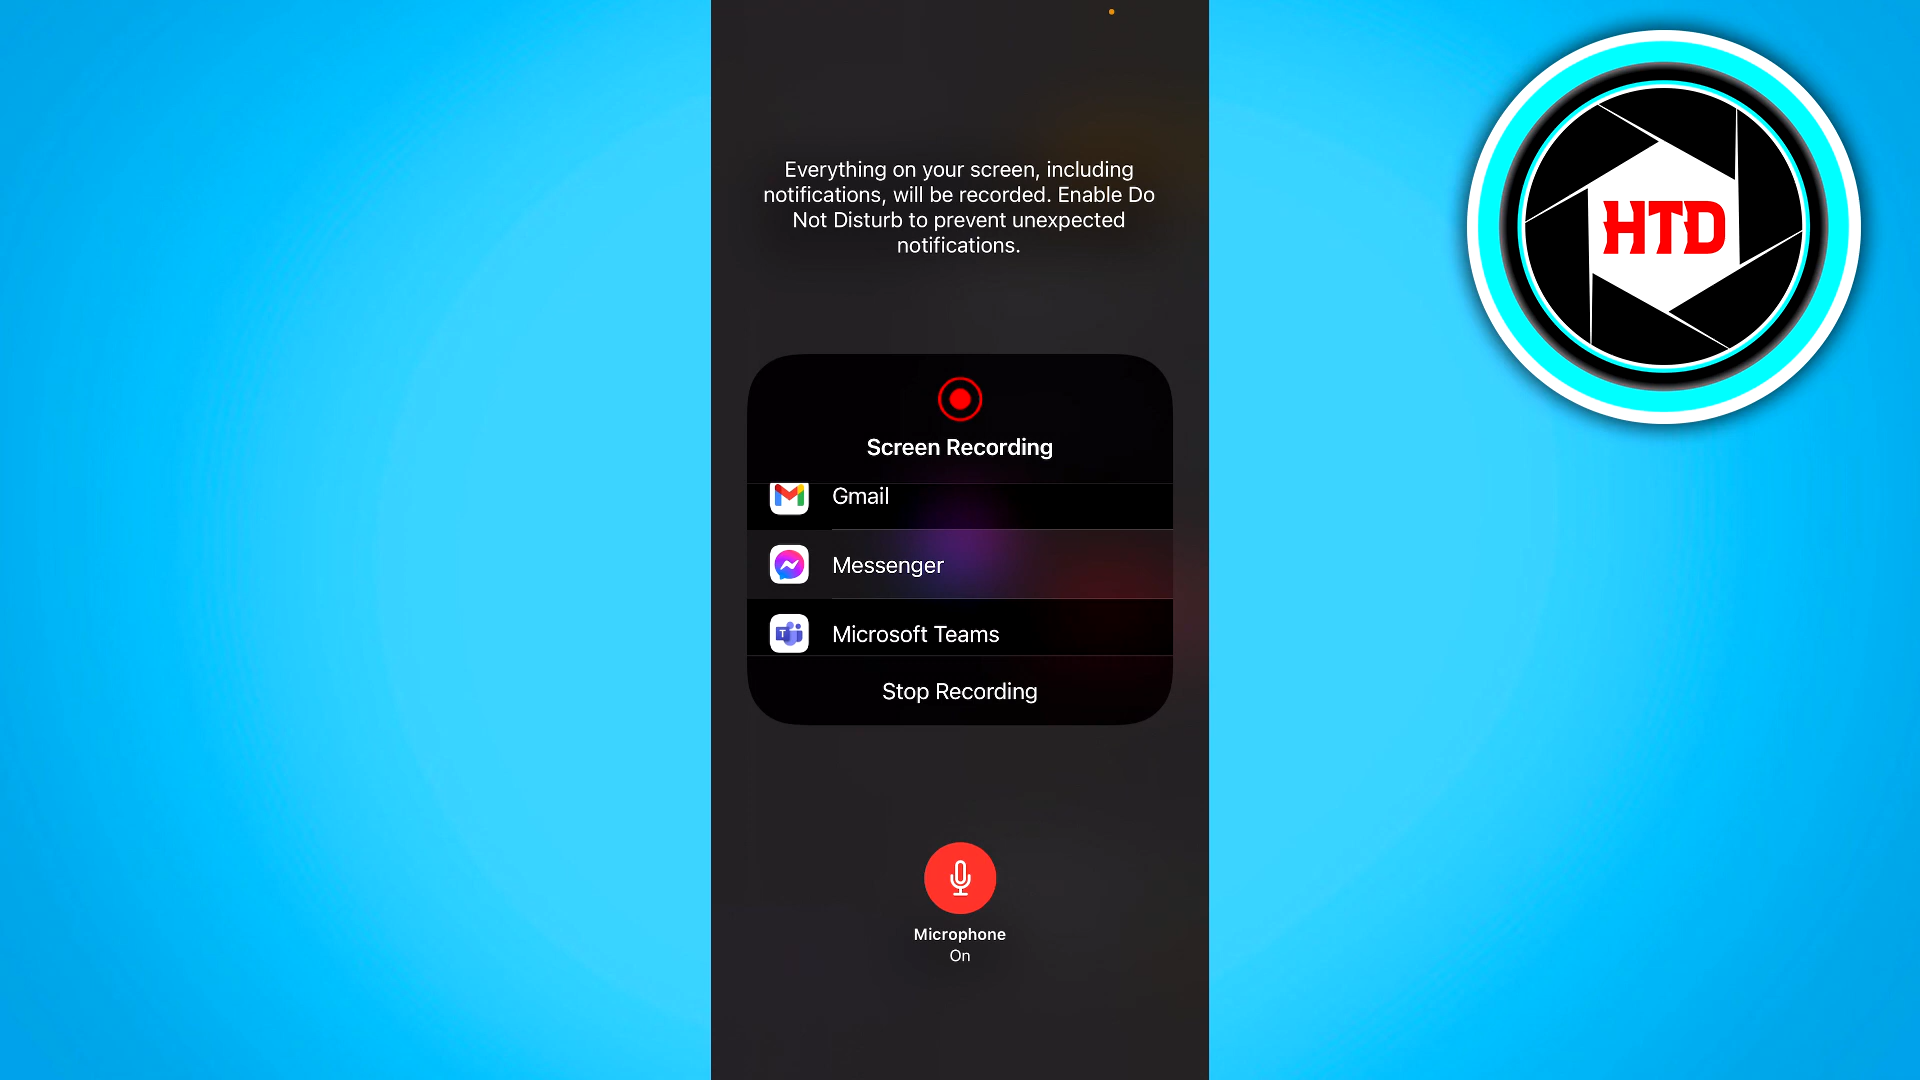 Everything on your screen, including
notifications, will be recorded. Enable Do
Not Disturb to prevent unexpected
notifications.
HTD
Screen Recording
Gmail
Messenger
T
Microsoft Teams
Stop Recording
Microphone
On